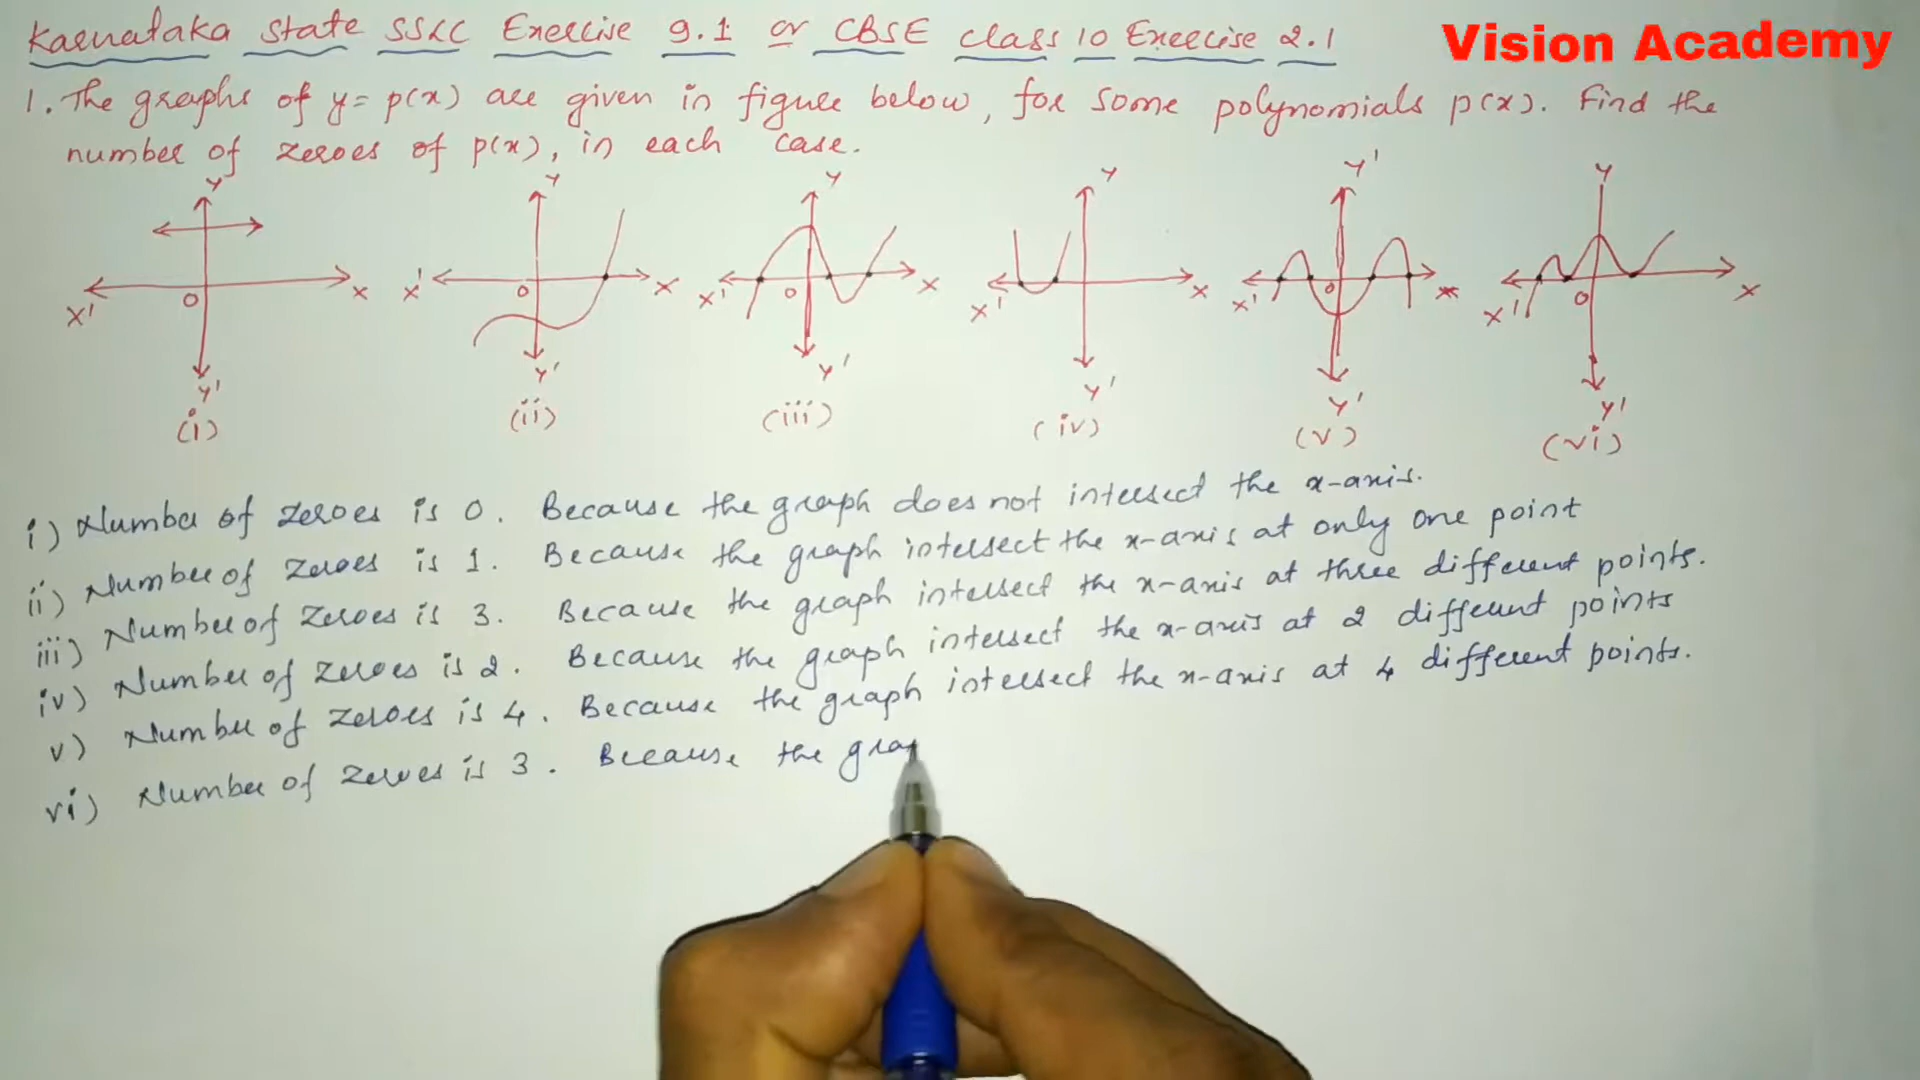 Karnataka State SSLC Exercise 9.1 or CBSE class 10 Exercise 2.1
Vision Academy
1. The graphs of y= p(x) are given in figure below, for some polynomials p(x). Find the
number of zeroes of p(x), in each case.
Y Y Y Y Y' Y
X' O X X' O X X' O X X' X X' O X X' O X
Y' Y' Y' Y' Y' Y'
(i) (ii) (iii) (iv) (v) (vi)
i) Number of zeroes is 0. Because the graph does not intersect the x-axis.
ii) Number of zeroes is 1. Because the graph intersect the x-axis at only one point
iii) Number of zeroes is 3. Because the graph intersect the x-axis at three different points.
iv) Number of zeroes is 2. Because the graph intersect the x-axis at 2 different points
v) Number of zeroes is 4. Because the graph intersect the x-axis at 4 different points.
vi) Number of zeroes is 3. Because the grap